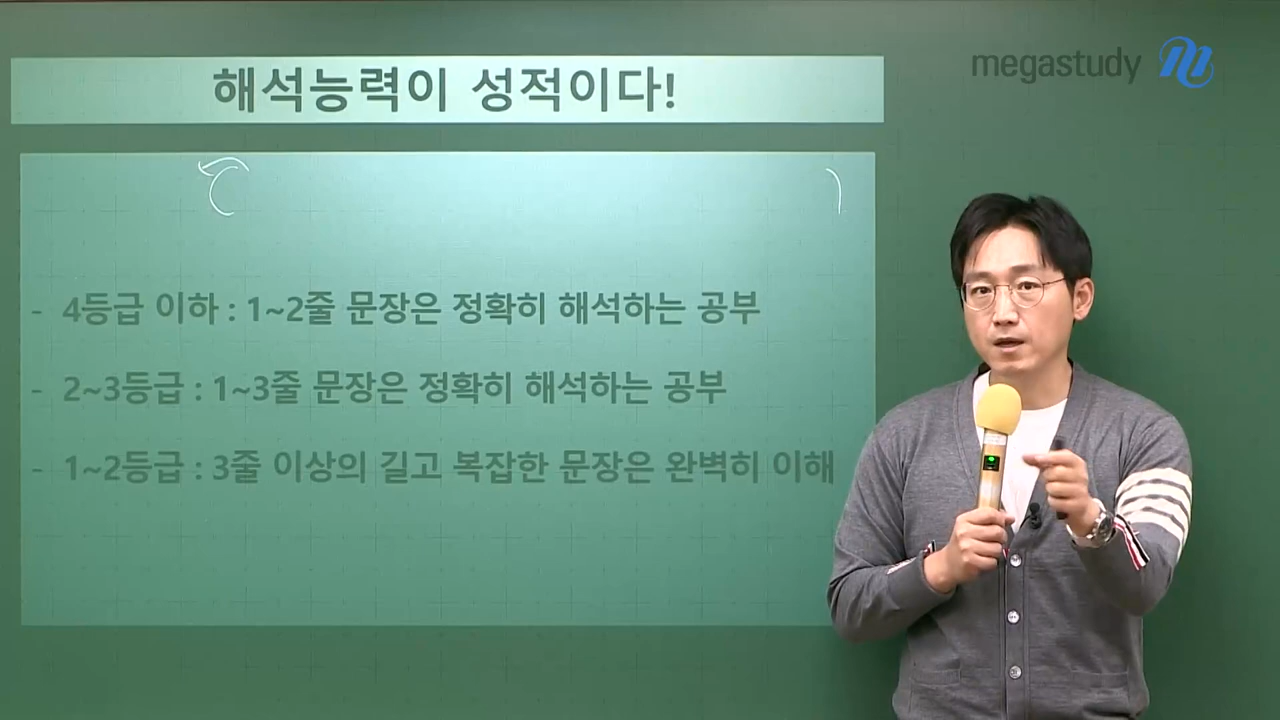 해석능력이 성적이다!
megastudy
- 4등급 이하 : 1~2줄 문장은 정확히 해석하는 공부
- 2~3등급 : 1~3줄 문장은 정확히 해석하는 공부
- 1~2등급 : 3줄 이상의 길고 복잡한 문장은 완벽히 이해